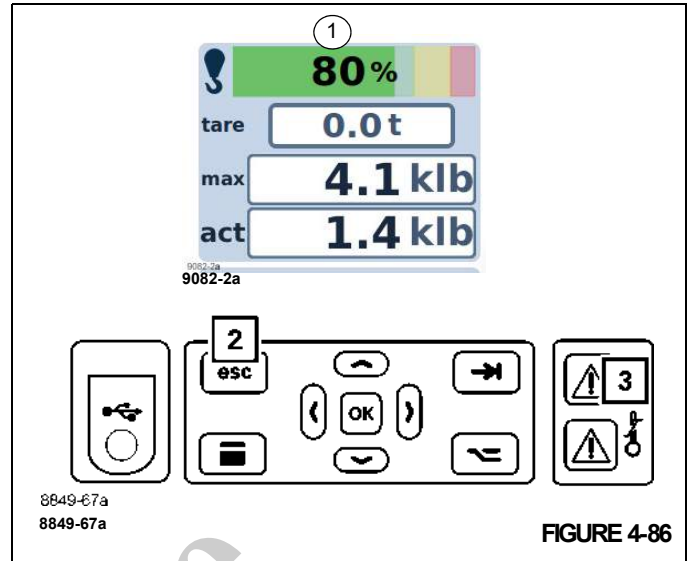 1
80%
tare 0.0 t
max 4.1 klb
act 1.4 klb
9082-2a
9082-2a
2
esc
OK
3
8849-67a
8849-67a
FIGURE 4-86